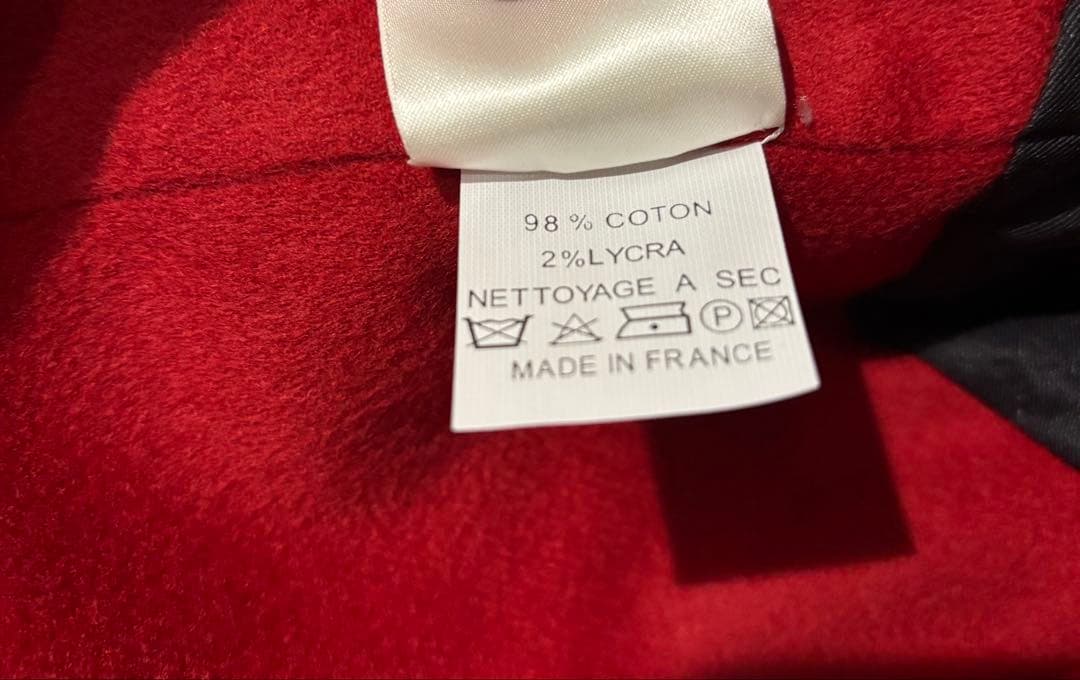 98 % COTON
2%LYCRA
NETTOYAGE A SEC
P
MADE IN FRANCE